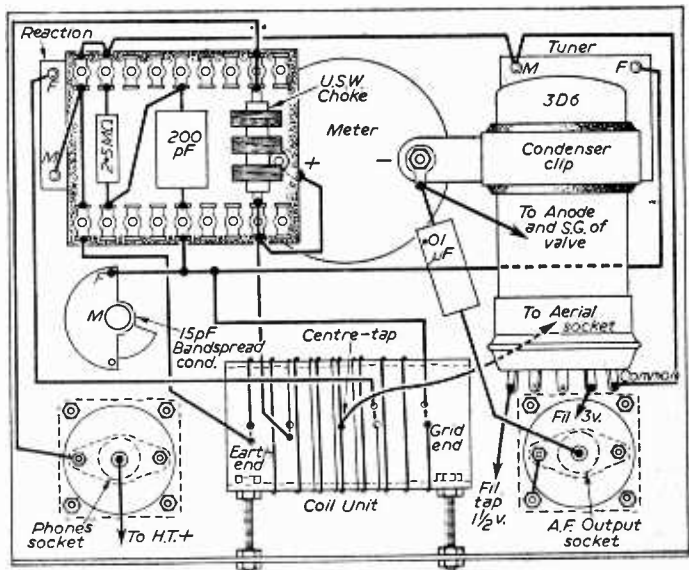 Reaction
M
2·5MΩ
200
pF
U.S.W
Choke
Meter
+
-
Tuner
M
F
3D6
Condenser
clip
To Anode
and S.G. of
valve
·01
µF
F
M
15pF
Bandspread
cond.
Centre-tap
To Aerial
socket
Common
Eart
end
Grid
end
Coil Unit
Fil 3v.
Fil
tap
1½v.
Phones
socket
To H.T.+
A.F. Output
socket